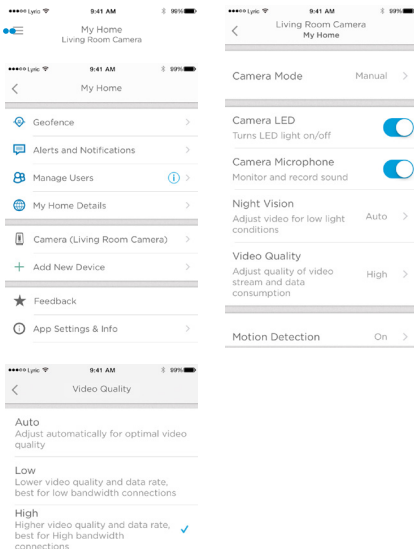 Lyric 9:41 AM 99%
My Home
Living Room Camera
Lyric 9:41 AM 99%
My Home
Geofence
Alerts and Notifications
Manage Users
My Home Details
Camera (Living Room Camera)
Add New Device
Feedback
App Settings & Info
Lyric 9:41 AM 99%
Video Quality
Auto
Adjust automatically for optimal video
quality
Low
Lower video quality and data rate,
best for low bandwidth connections
High
Higher video quality and data rate,
best for High bandwidth
connections
Lyric 9:41 AM 99%
Living Room Camera
My Home
Camera Mode Manual
Camera LED
Turns LED light on/off
Camera Microphone
Monitor and record sound
Night Vision
Adjust video for low light Auto
conditions
Video Quality
Adjust quality of video
stream and data High
consumption
Motion Detection On